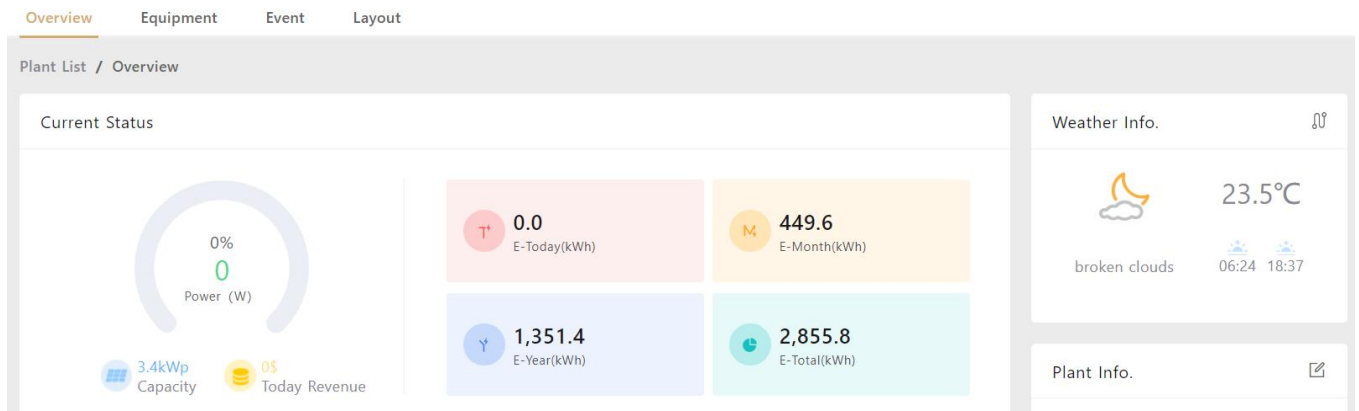 Overview Equipment Event Layout
Plant List / Overview
Current Status
0%
0
Power (W)
3.4kWp
Capacity
0$
Today Revenue
0.0
E-Today(kWh)
449.6
E-Month(kWh)
1,351.4
E-Year(kWh)
2,855.8
E-Total(kWh)
Weather Info.
23.5℃
broken clouds
06:24 18:37
Plant Info.